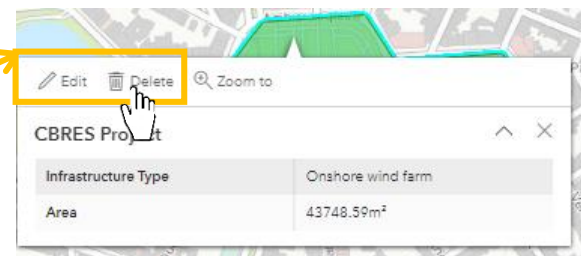 Edit Delete Zoom to
CBRES Project
Infrastructure Type Onshore wind farm
Area 43748.59m²